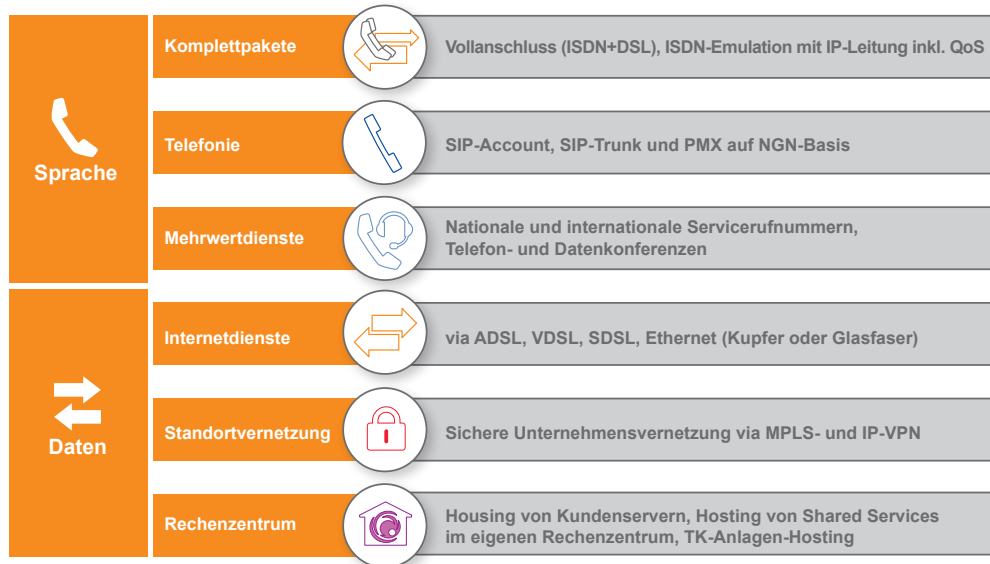 Sprache
Komplettpakete
Vollanschluss (ISDN+DSL), ISDN-Emulation mit IP-Leitung inkl. QoS
Telefonie
SIP-Account, SIP-Trunk und PMX auf NGN-Basis
Mehrwertdienste
Nationale und internationale Servicerufnummern,
Telefon- und Datenkonferenzen
Daten
Internetdienste
via ADSL, VDSL, SDSL, Ethernet (Kupfer oder Glasfaser)
Standortvernetzung
Sichere Unternehmensvernetzung via MPLS- und IP-VPN
Rechenzentrum
Housing von Kundenservern, Hosting von Shared Services
im eigenen Rechenzentrum, TK-Anlagen-Hosting